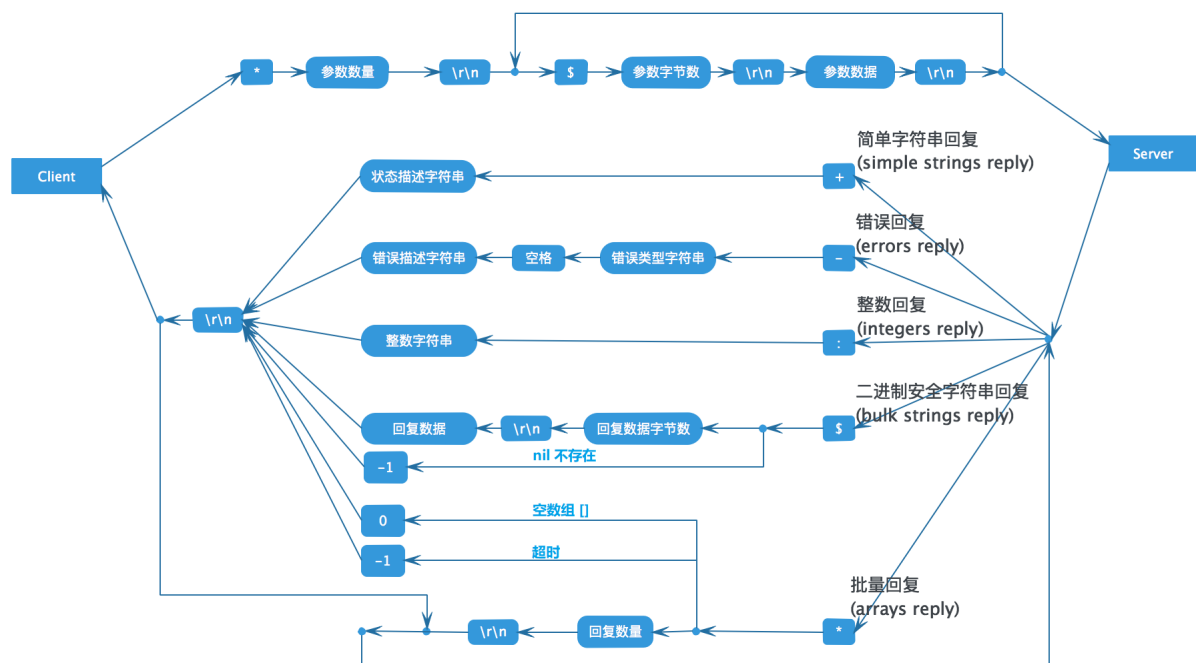 *
参数数量
\r\n
$
参数字节数
\r\n
参数数据
\r\n
Client
Server
简单字符串回复
(simple strings reply)
状态描述字符串
+
错误回复
(errors reply)
错误描述字符串
空格
错误类型字符串
-
整数回复
(integers reply)
\r\n
整数字符串
:
二进制安全字符串回复
(bulk strings reply)
回复数据
\r\n
回复数据字节数
$
nil 不存在
-1
空数组 []
0
超时
-1
批量回复
(arrays reply)
\r\n
回复数量
*